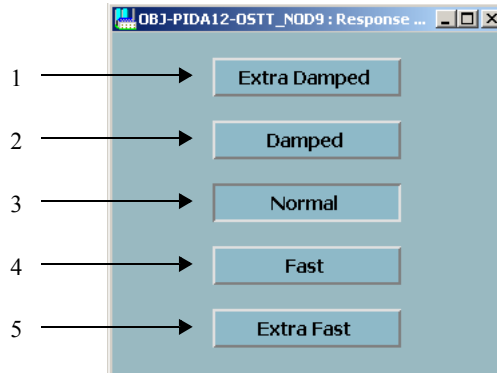 OBJ-PIDA12-OSTT_NOD9 : Response ...
1 Extra Damped
2 Damped
3 Normal
4 Fast
5 Extra Fast